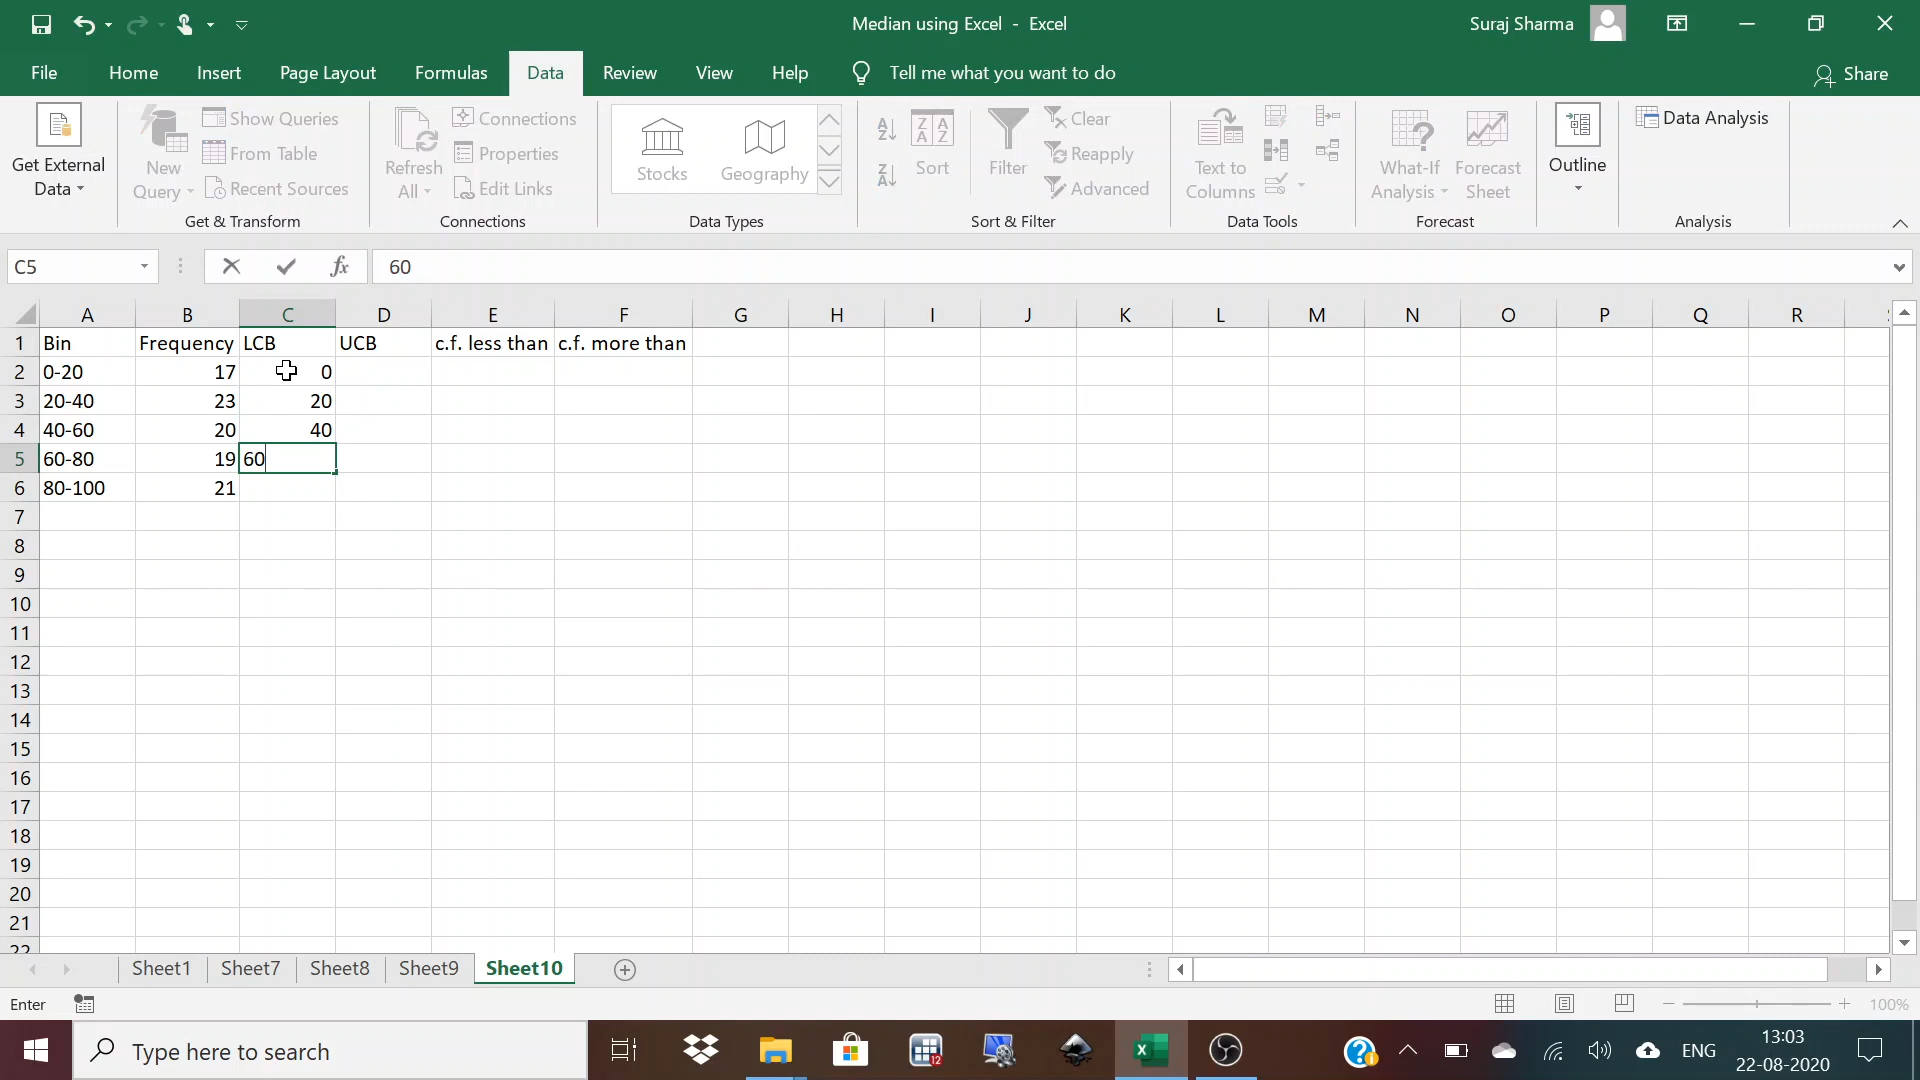 Median using Excel - Excel
Suraj Sharma
File Home Insert Page Layout Formulas Data Review View Help Tell me what you want to do Share
Get External Data
New Query
Show Queries
From Table
Recent Sources
Get & Transform
Refresh All
Connections
Properties
Edit Links
Connections
Stocks
Geography
Data Types
Sort
Filter
Clear
Reapply
Advanced
Sort & Filter
Text to Columns
Data Tools
What-If Analysis
Forecast Sheet
Forecast
Outline
Data Analysis
Analysis
C5 fx 60
A B C D E F G H I J K L M N O P Q R
1 Bin Frequency LCB UCB c.f. less than c.f. more than
2 0-20 17 0
3 20-40 23 20
4 40-60 20 40
5 60-80 19 60
6 80-100 21
7
8
9
10
11
12
13
14
15
16
17
18
19
20
21
22
Sheet1 Sheet7 Sheet8 Sheet9 Sheet10
Enter 100%
Type here to search
12
ENG
13:03
22-08-2020